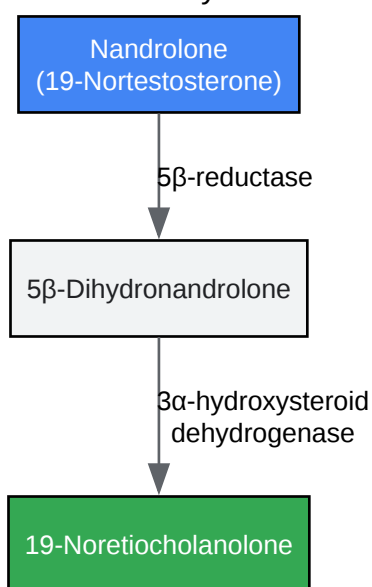 Nandrolone
(19-Nortestosterone)
5β-reductase
5β-Dihydronandrolone
3α-hydroxysteroid
dehydrogenase
19-Noretiocholanolone